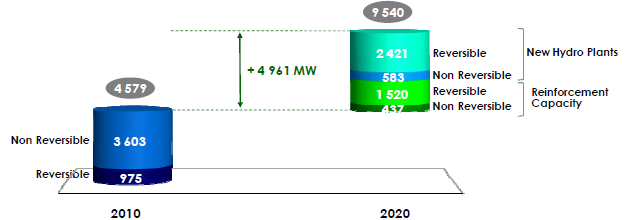 9 540
2 421
Reversible
New Hydro Plants
+ 4 961 MW
583
Non Reversible
4 579
1 520
Reversible
Reinforcement
Capacity
437
Non Reversible
Non Reversible
3 603
Reversible
975
2010
2020